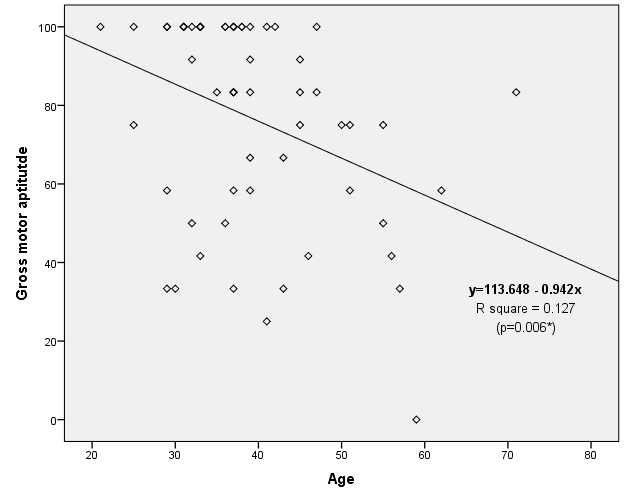 100
80
60
40
20
0
Gross motor aptitutde
y=113.648 - 0.942x
R square = 0.127
(p=0.006*)
20 30 40 50 60 70 80
Age